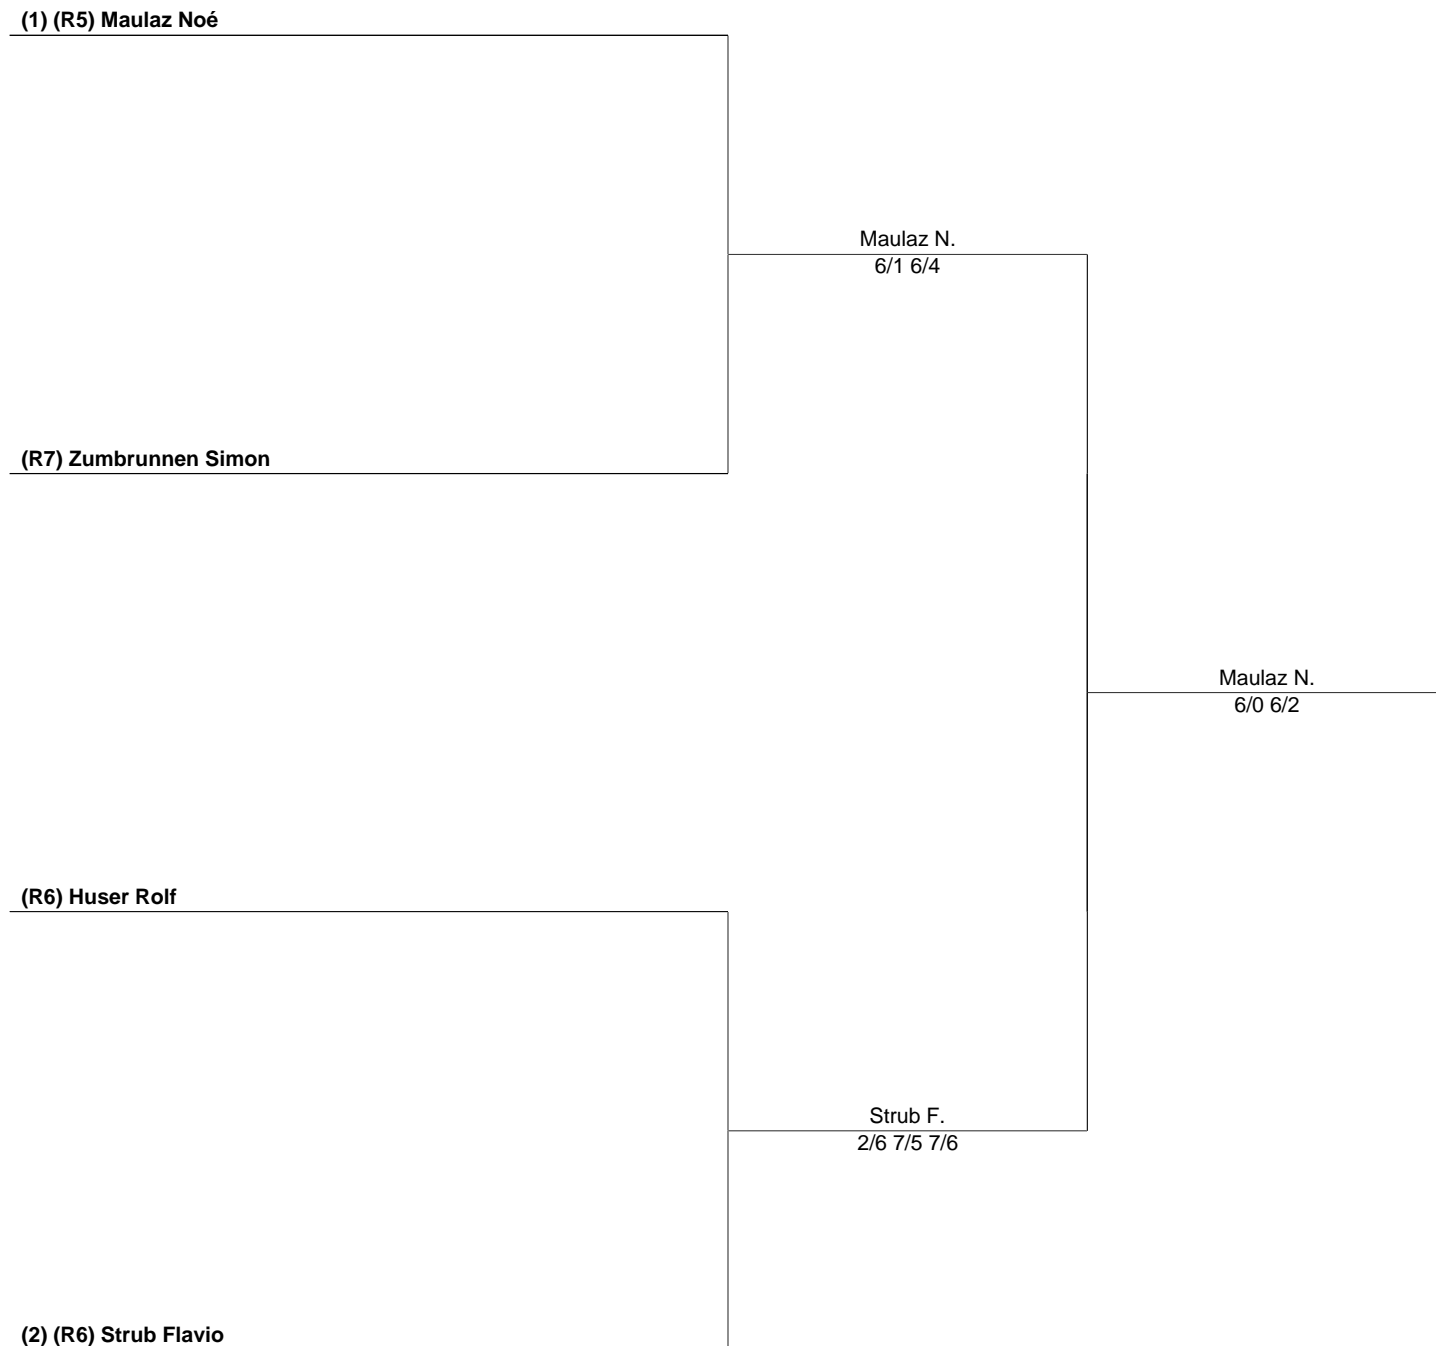 (1) (R5) Maulaz Noé
Maulaz N.
6/1 6/4
(R7) Zumbrunnen Simon
Maulaz N.
6/0 6/2
(R6) Huser Rolf
Strub F.
2/6 7/5 7/6
(2) (R6) Strub Flavio